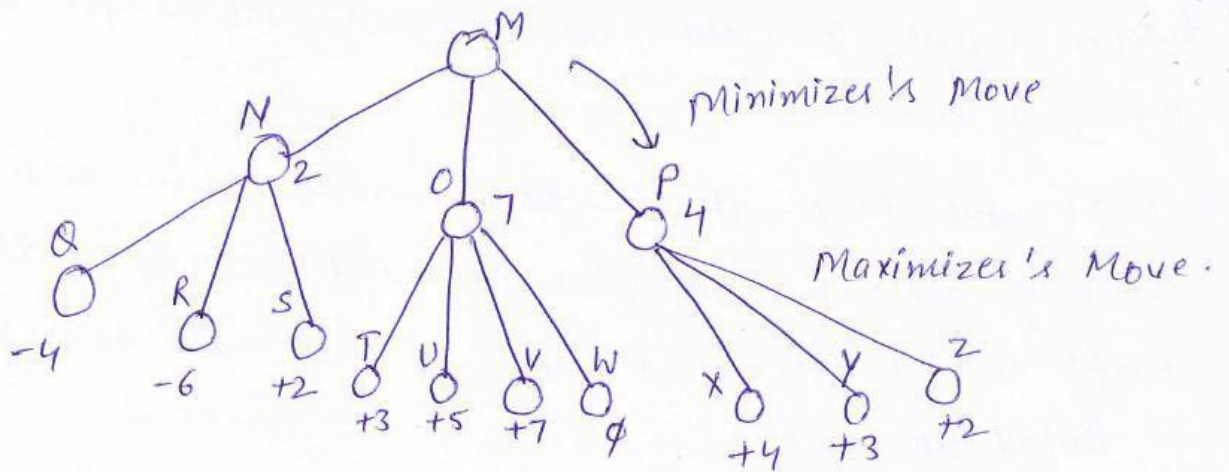 M
Minimizer's Move
N
2
O
7
P
4
Maximizer's Move.
Q
R
S
T
U
V
W
X
Y
Z
-4
-6
+2
+3
+5
+7
φ
+4
+3
+2